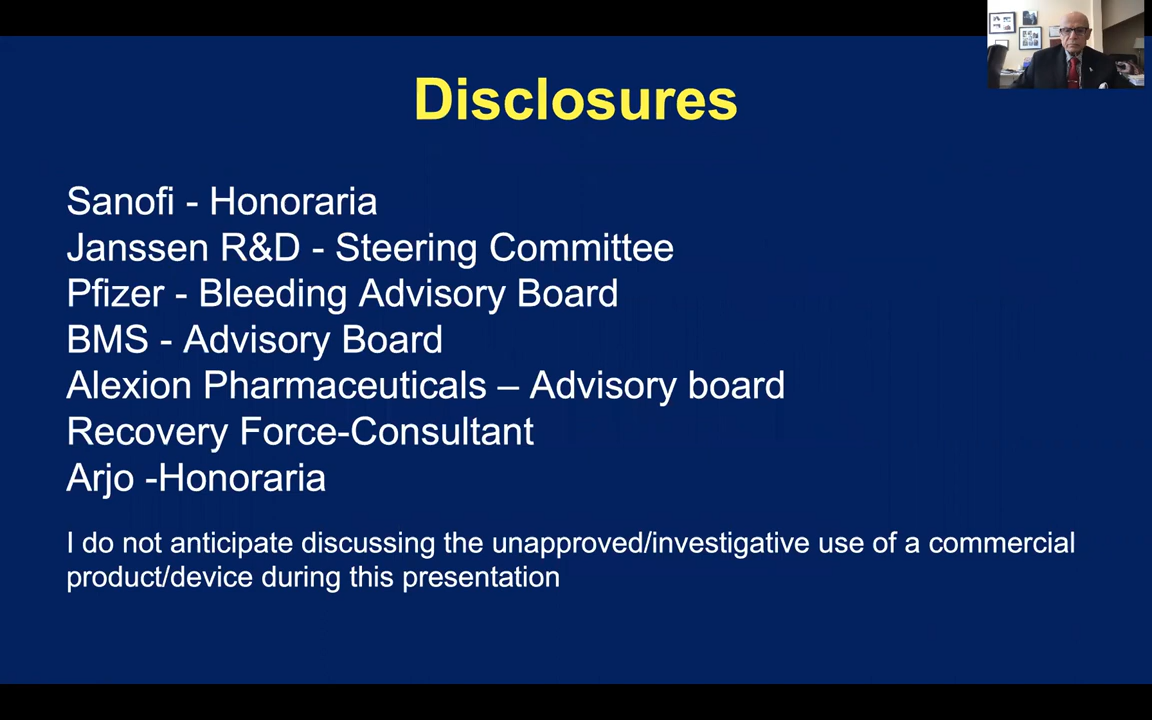 Disclosures
Sanofi - Honoraria
Janssen R&D - Steering Committee
Pfizer - Bleeding Advisory Board
BMS - Advisory Board
Alexion Pharmaceuticals – Advisory board
Recovery Force-Consultant
Arjo -Honoraria
I do not anticipate discussing the unapproved/investigative use of a commercial
product/device during this presentation